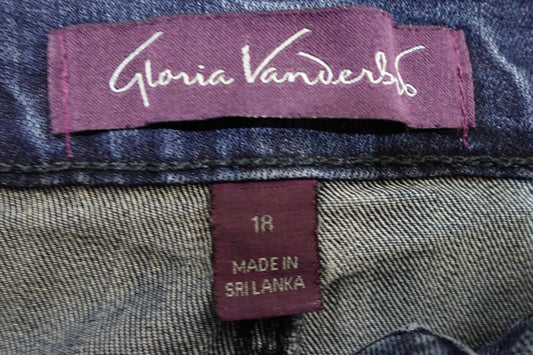 Gloria Vanderbilt
18
MADE IN
SRI LANKA